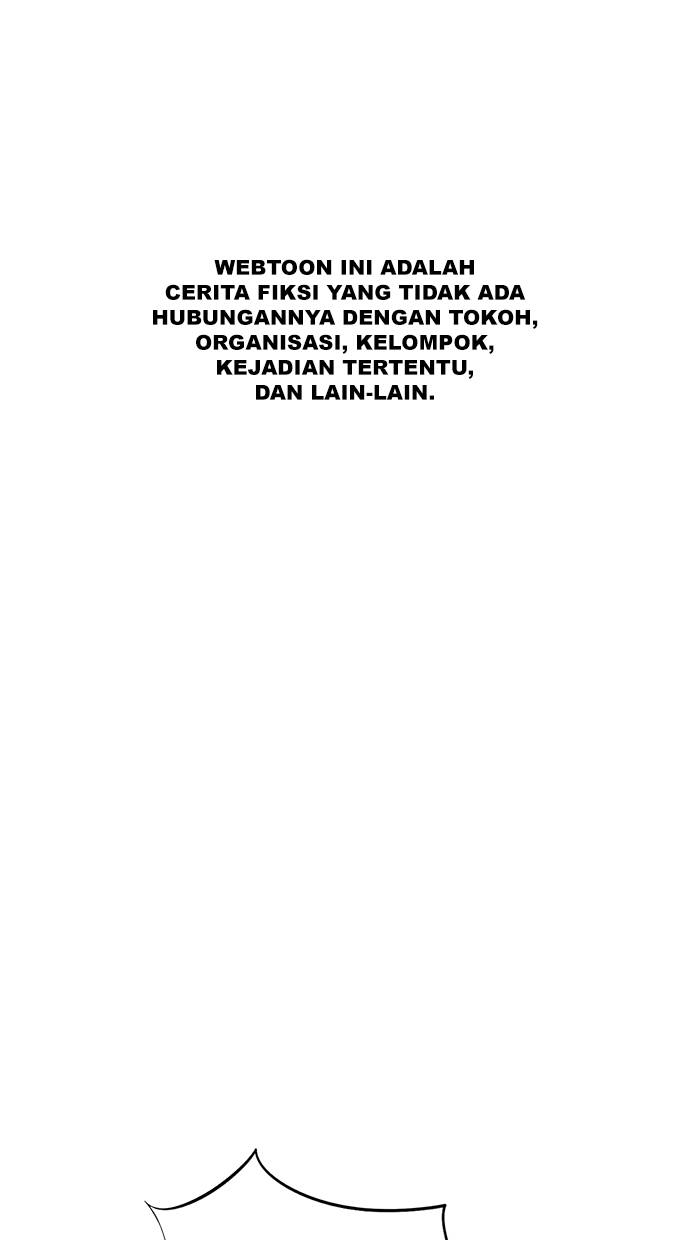 WEBTOON INI ADALAH
CERITA FIKSI YANG TIDAK ADA
HUBUNGANNYA DENGAN TOKOH,
ORGANISASI, KELOMPOK,
KEJADIAN TERTENTU,
DAN LAIN-LAIN.